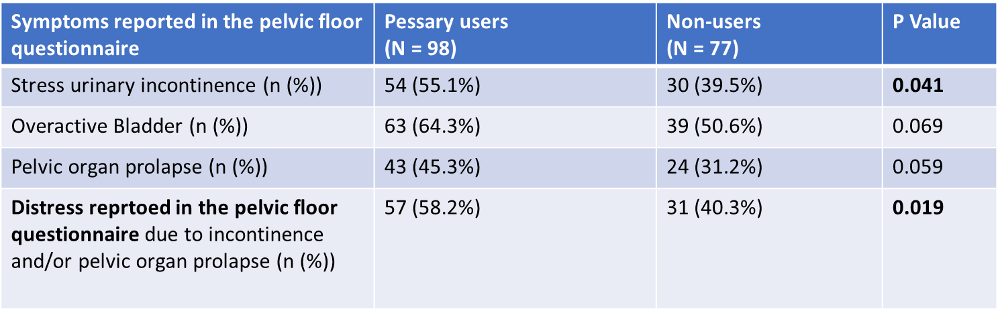 Symptoms reported in the pelvic floor
questionnaire
Pessary users
(N = 98)
Non-users
(N = 77)
P Value
Stress urinary incontinence (n (%))
54 (55.1%)
30 (39.5%)
0.041
Overactive Bladder (n (%))
63 (64.3%)
39 (50.6%)
0.069
Pelvic organ prolapse (n (%))
43 (45.3%)
24 (31.2%)
0.059
Distress reprtoed in the pelvic floor
questionnaire due to incontinence
and/or pelvic organ prolapse (n (%))
57 (58.2%)
31 (40.3%)
0.019